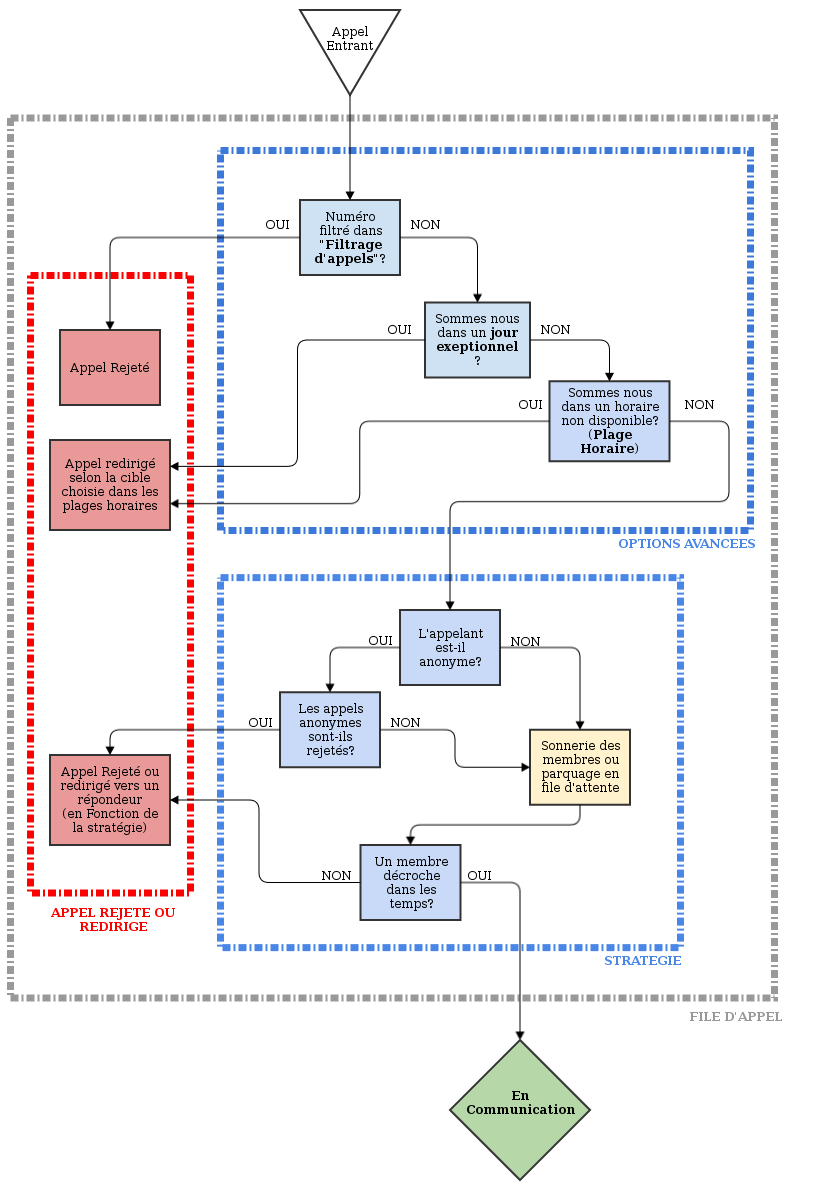 Appel
Entrant
OUI
Numéro
filtré dans
"Filtrage
d'appels"?
NON
OUI
Sommes nous
dans un jour
exeptionnel
?
NON
Appel Rejeté
OUI
Sommes nous
dans un horaire
non disponible?
(Plage
Horaire)
NON
Appel redirigé
selon la cible
choisie dans les
plages horaires
OPTIONS AVANCEES
OUI
L'appelant
est-il
anonyme?
NON
OUI
Les appels
anonymes
sont-ils
rejetés?
NON
Sonnerie des
membres ou
parquage en
file d'attente
Appel Rejeté ou
redirigé vers un
répondeur
(en Fonction de
la stratégie)
NON
Un membre
décroche
dans les
temps?
OUI
APPEL REJETE OU
REDIRIGE
STRATEGIE
FILE D'APPEL
En
Communication